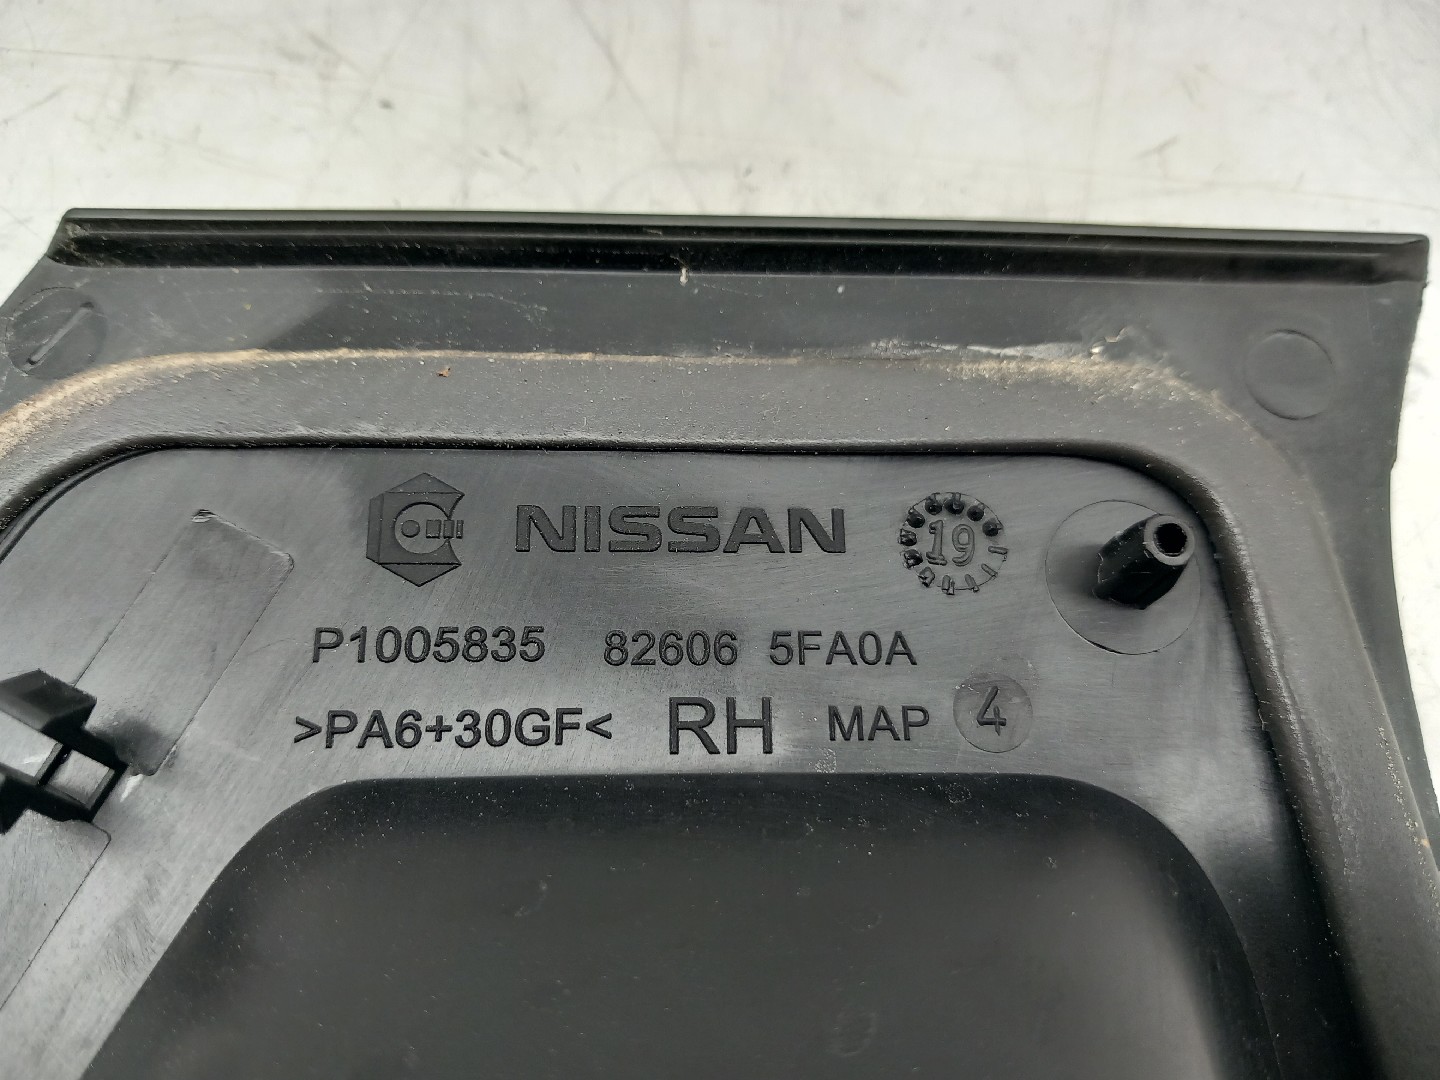 NISSAN 19
P1005835 82606 5FA0A
>PA6+30GF< RH MAP 4